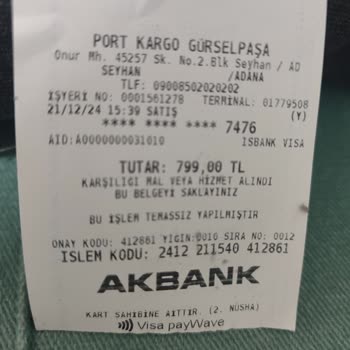 PORT KARGO GÜRSELPAŞA
Onur Mh. 45257 Sk. No.2.Blk Seyhan / AD
SEYHAN /ADANA
TLF: 09008502020202
İŞYERİ NO: 0001561278 TERMİNAL: 01779508
21/12/24 15:39 SATIŞ (Y)
**** **** **** 7476
AID:A0000000031010 ISBANK VISA
TUTAR: 799,00 TL
KARŞILIĞI MAL VEYA HİZMET ALINDI
BU BELGEYİ SAKLAYINIZ
BU İŞLEM TEMASSIZ YAPILMIŞTIR
ONAY KODU: 412861 YIGIN:0016 SIRA NO: 0012
ISLEM KODU: 2412 211540 412861
AKBANK
KART SAHİBİNE AİTTİR. (2. NÜSHA)
Visa payWave